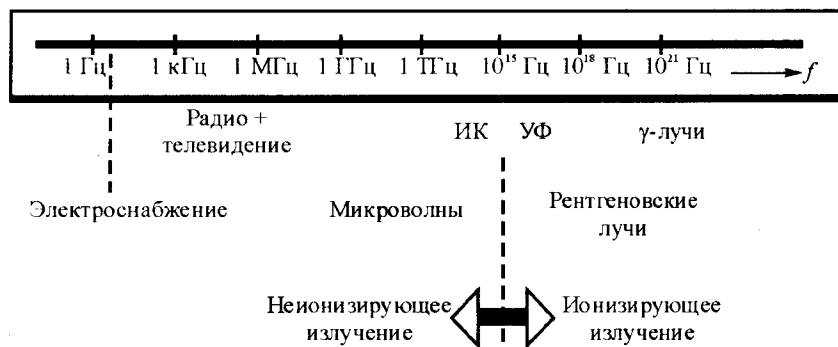 1 Гц 1 кГц 1 МГц 1 ГГц 1 ТГц 10¹⁵ Гц 10¹⁸ Гц 10²¹ Гц f
Радио +
телевидение
ИК УФ γ-лучи
Электроснабжение Микроволны Рентгеновские
лучи
Неионизирующее
излучение
Ионизирующее
излучение